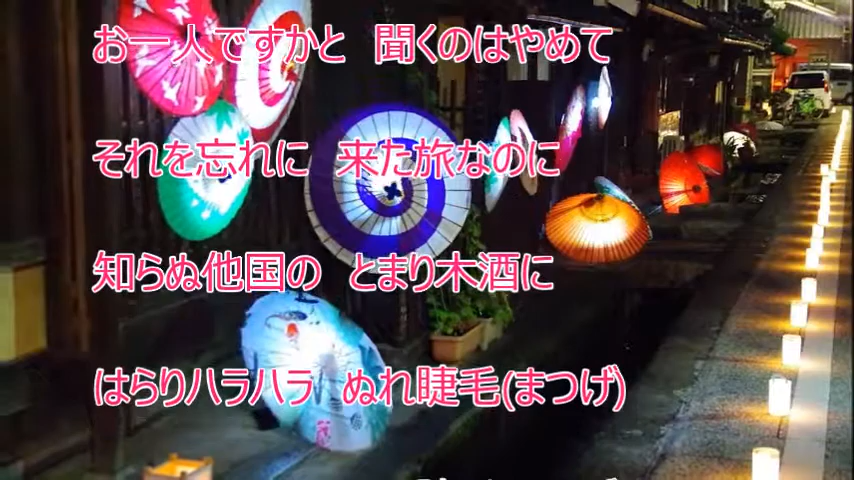 お一人ですかと　聞くのはやめて
それを忘れに　来た旅なのに
知らぬ他国の　とまり木酒に
はらりハラハラ　ぬれ睫毛(まつげ)